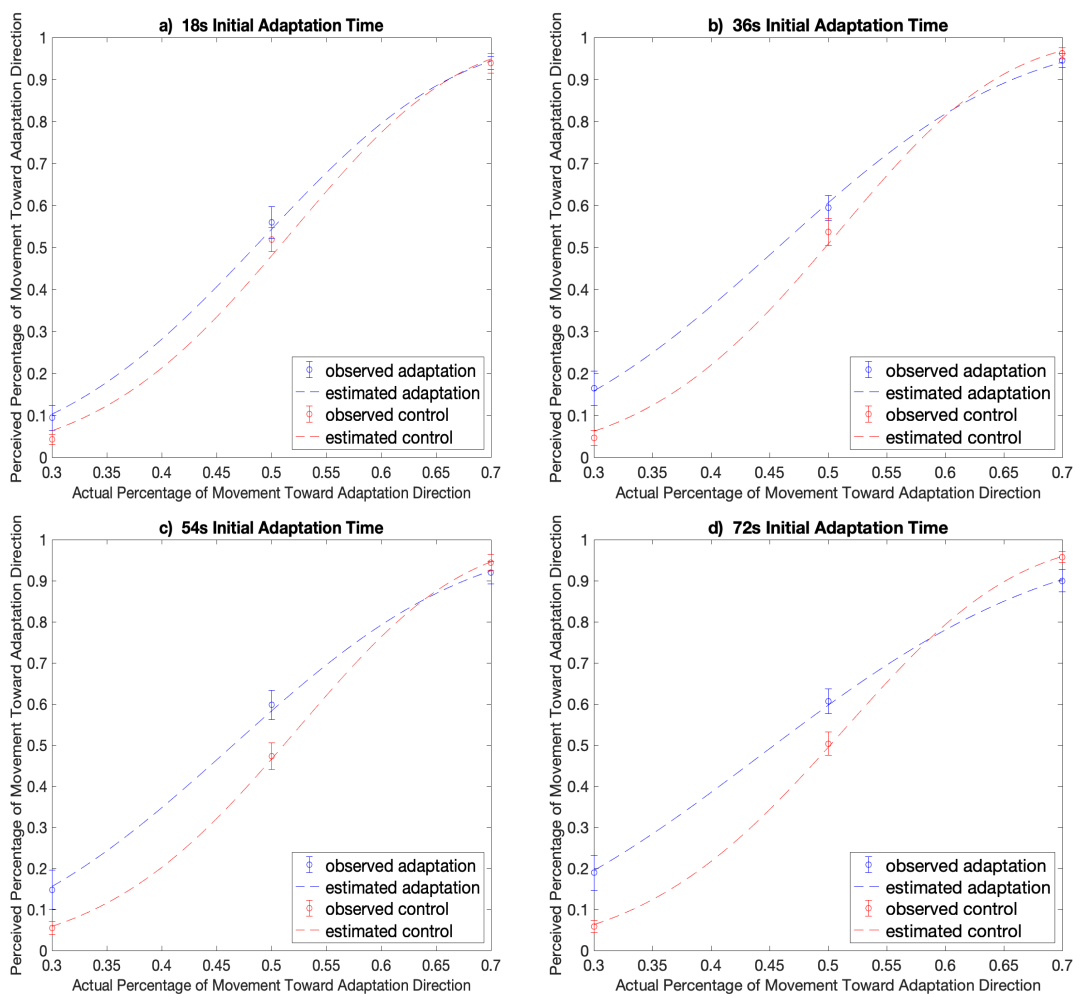 a)  18s Initial Adaptation Time
Perceived Percentage of Movement Toward Adaptation Direction
1
0.9
0.8
0.7
0.6
0.5
0.4
0.3
0.2
0.1
0
observed adaptation
estimated adaptation
observed control
estimated control
0.3 0.35 0.4 0.45 0.5 0.55 0.6 0.65 0.7
Actual Percentage of Movement Toward Adaptation Direction
b)  36s Initial Adaptation Time
Perceived Percentage of Movement Toward Adaptation Direction
1
0.9
0.8
0.7
0.6
0.5
0.4
0.3
0.2
0.1
0
observed adaptation
estimated adaptation
observed control
estimated control
0.3 0.35 0.4 0.45 0.5 0.55 0.6 0.65 0.7
Actual Percentage of Movement Toward Adaptation Direction
c)  54s Initial Adaptation Time
Perceived Percentage of Movement Toward Adaptation Direction
1
0.9
0.8
0.7
0.6
0.5
0.4
0.3
0.2
0.1
0
observed adaptation
estimated adaptation
observed control
estimated control
0.3 0.35 0.4 0.45 0.5 0.55 0.6 0.65 0.7
Actual Percentage of Movement Toward Adaptation Direction
d)  72s Initial Adaptation Time
Perceived Percentage of Movement Toward Adaptation Direction
1
0.9
0.8
0.7
0.6
0.5
0.4
0.3
0.2
0.1
0
observed adaptation
estimated adaptation
observed control
estimated control
0.3 0.35 0.4 0.45 0.5 0.55 0.6 0.65 0.7
Actual Percentage of Movement Toward Adaptation Direction